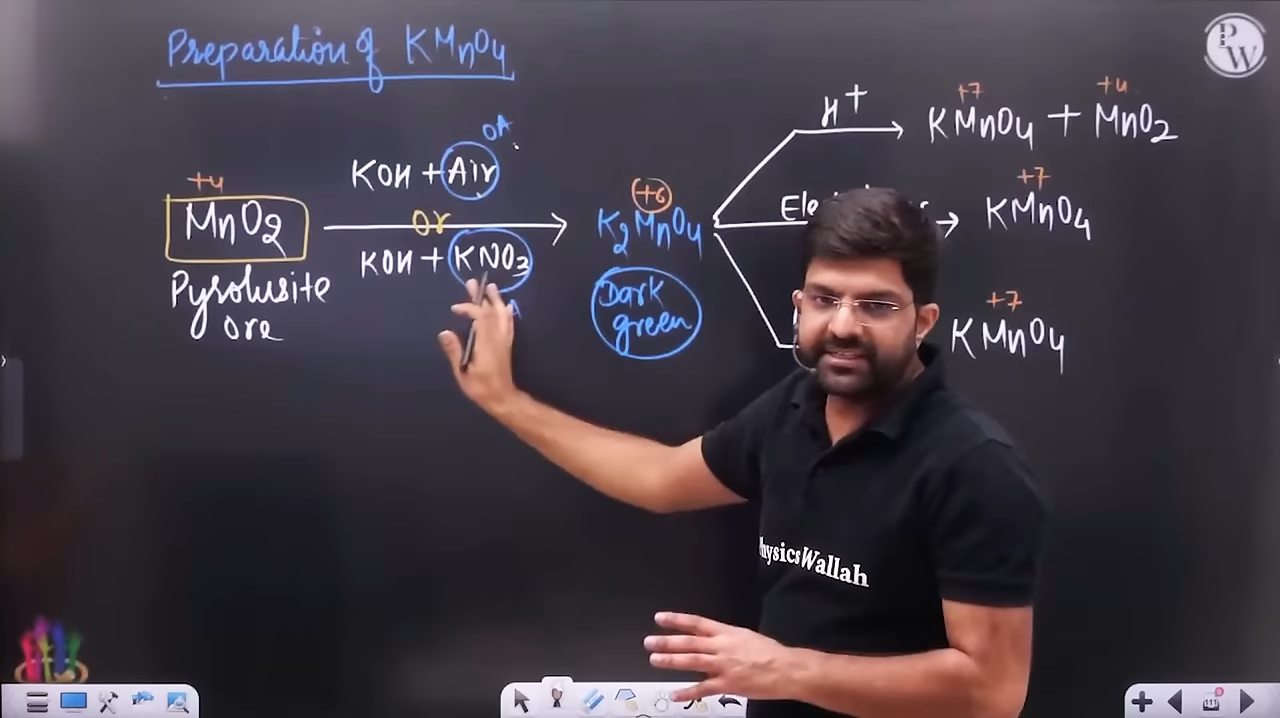 Preparation of KMnO4
PW
+4
MnO2
Pyrolusite
Ore
OA
KOH + Air
Or
KOH + KNO3
A
+6
K2MnO4
Dark
green
H+
+7 +4
KMnO4 + MnO2
+7
KMnO4
+7
KMnO4
PhysicsWallah
111